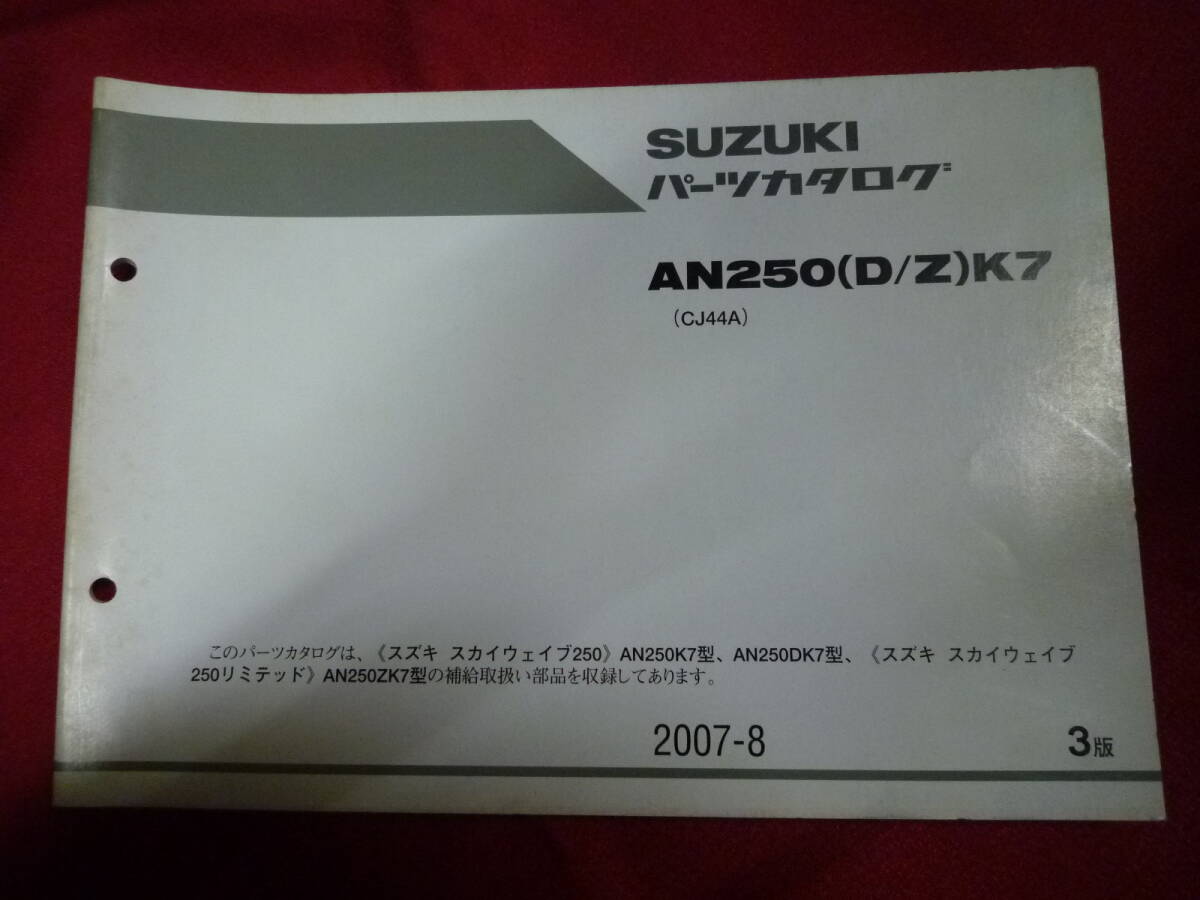 SUZUKI
パーツカタログ
AN250(D/Z)K7
(CJ44A)
このパーツカタログは、《スズキ スカイウェイブ250》AN250K7型、AN250DK7型、《スズキ スカイウェイブ
250リミテッド》AN250ZK7型の補給取扱い部品を収録してあります。
2007-8
3版